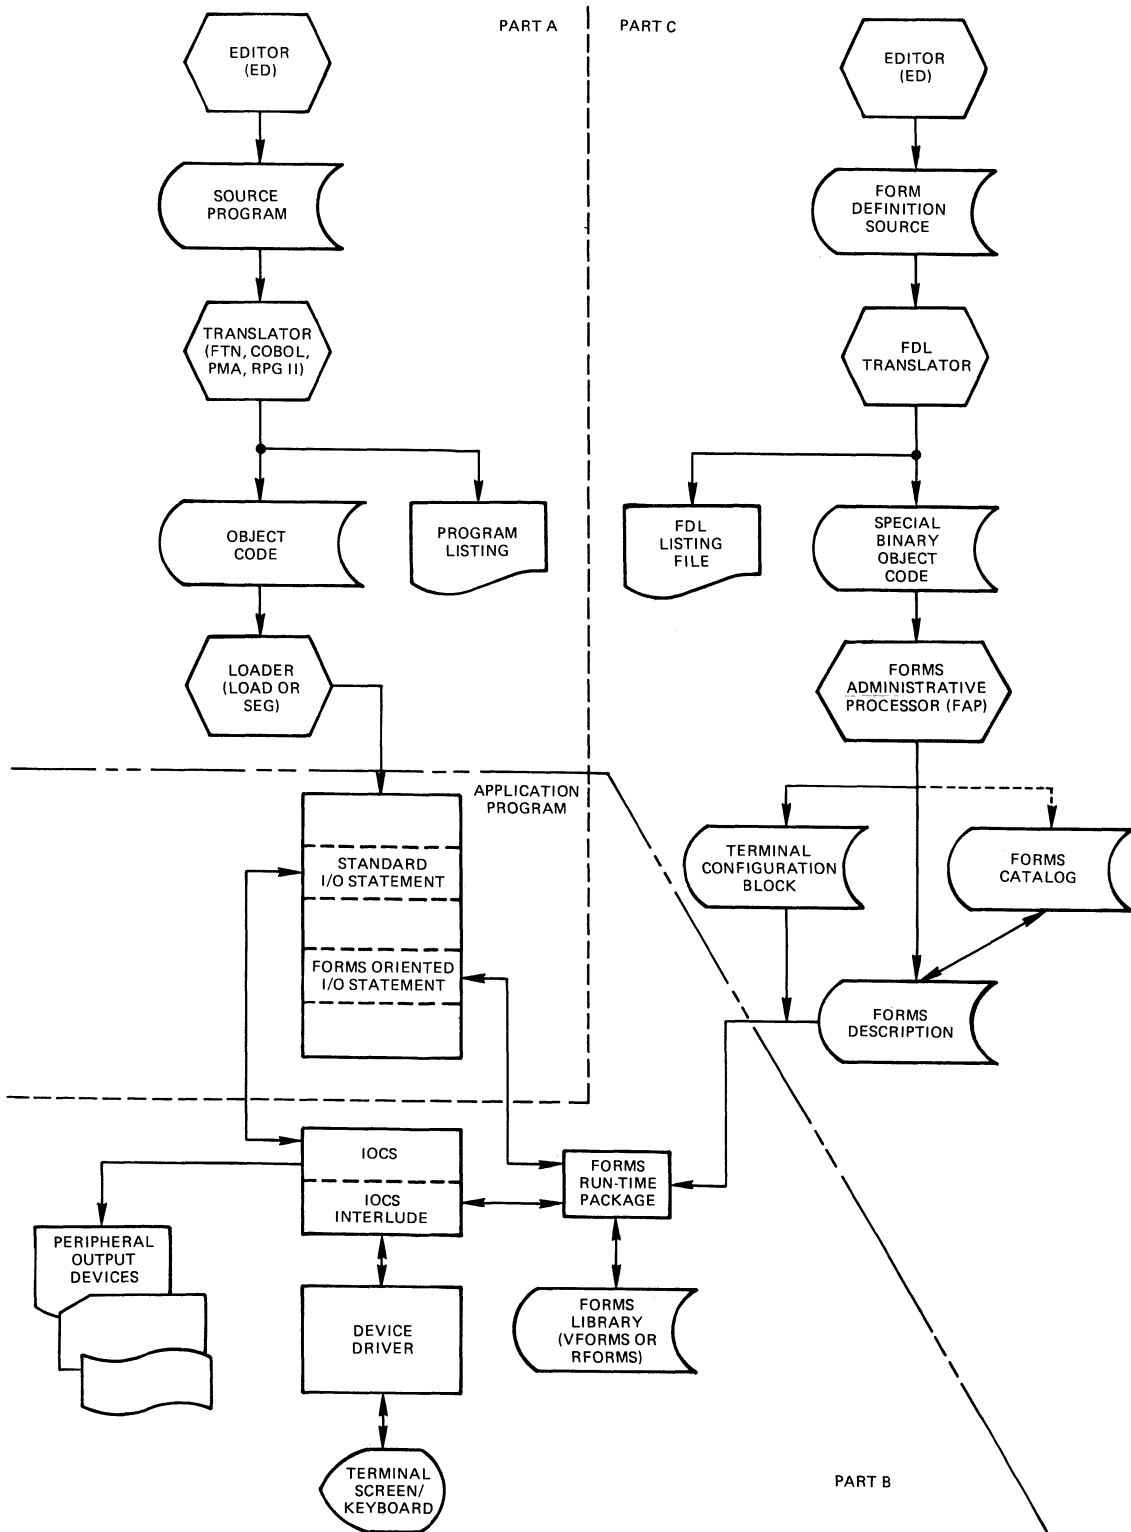 PART A
PART C
EDITOR
(ED)
EDITOR
(ED)
SOURCE
PROGRAM
FORM
DEFINITION
SOURCE
TRANSLATOR
(FTN, COBOL,
PMA, RPG II)
FDL
TRANSLATOR
OBJECT
CODE
PROGRAM
LISTING
FDL
LISTING
FILE
SPECIAL
BINARY
OBJECT
CODE
LOADER
(LOAD OR
SEG)
FORMS
ADMINISTRATIVE
PROCESSOR (FAP)
APPLICATION
PROGRAM
STANDARD
I/O STATEMENT
FORMS ORIENTED
I/O STATEMENT
TERMINAL
CONFIGURATION
BLOCK
FORMS
CATALOG
FORMS
DESCRIPTION
IOCS
IOCS
INTERLUDE
FORMS
RUN-TIME
PACKAGE
PERIPHERAL
OUTPUT
DEVICES
DEVICE
DRIVER
FORMS
LIBRARY
(VFORMS OR
RFORMS)
TERMINAL
SCREEN/
KEYBOARD
PART B